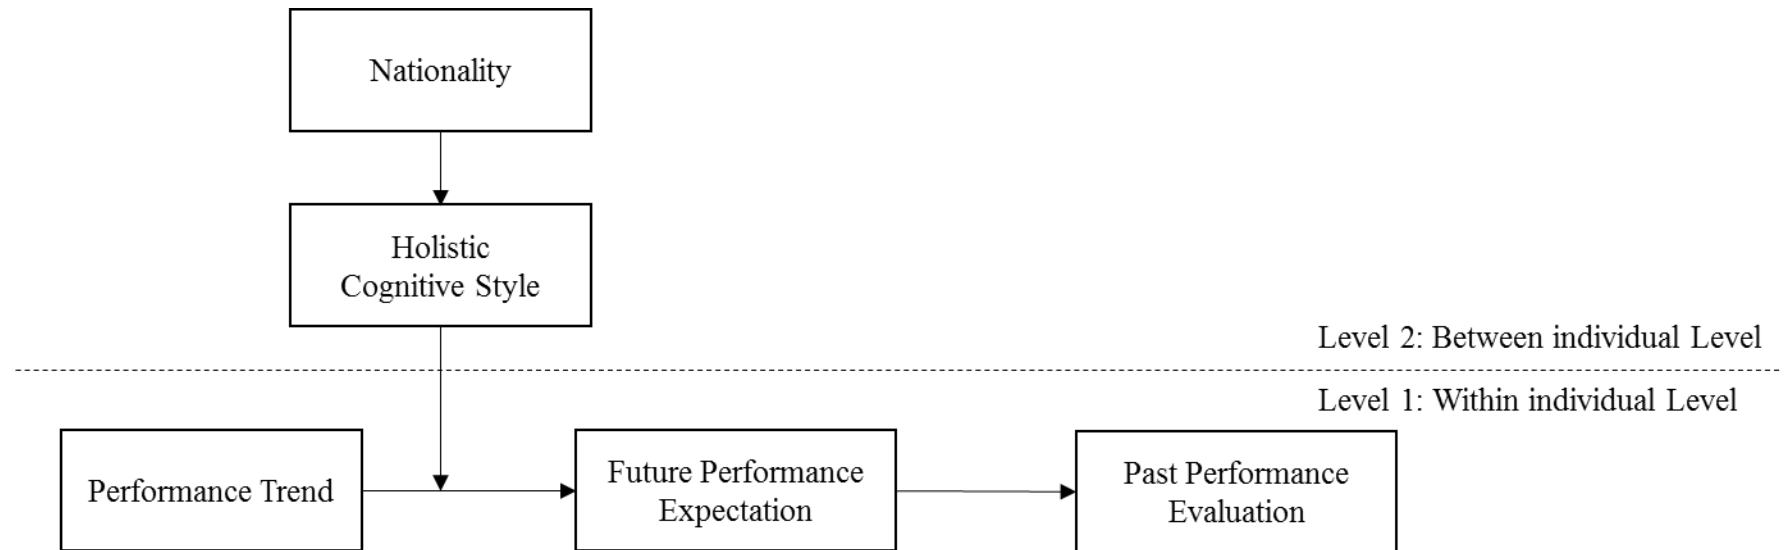 Nationality
Holistic
Cognitive Style
Level 2: Between individual Level
Level 1: Within individual Level
Performance Trend
Future Performance
Expectation
Past Performance
Evaluation